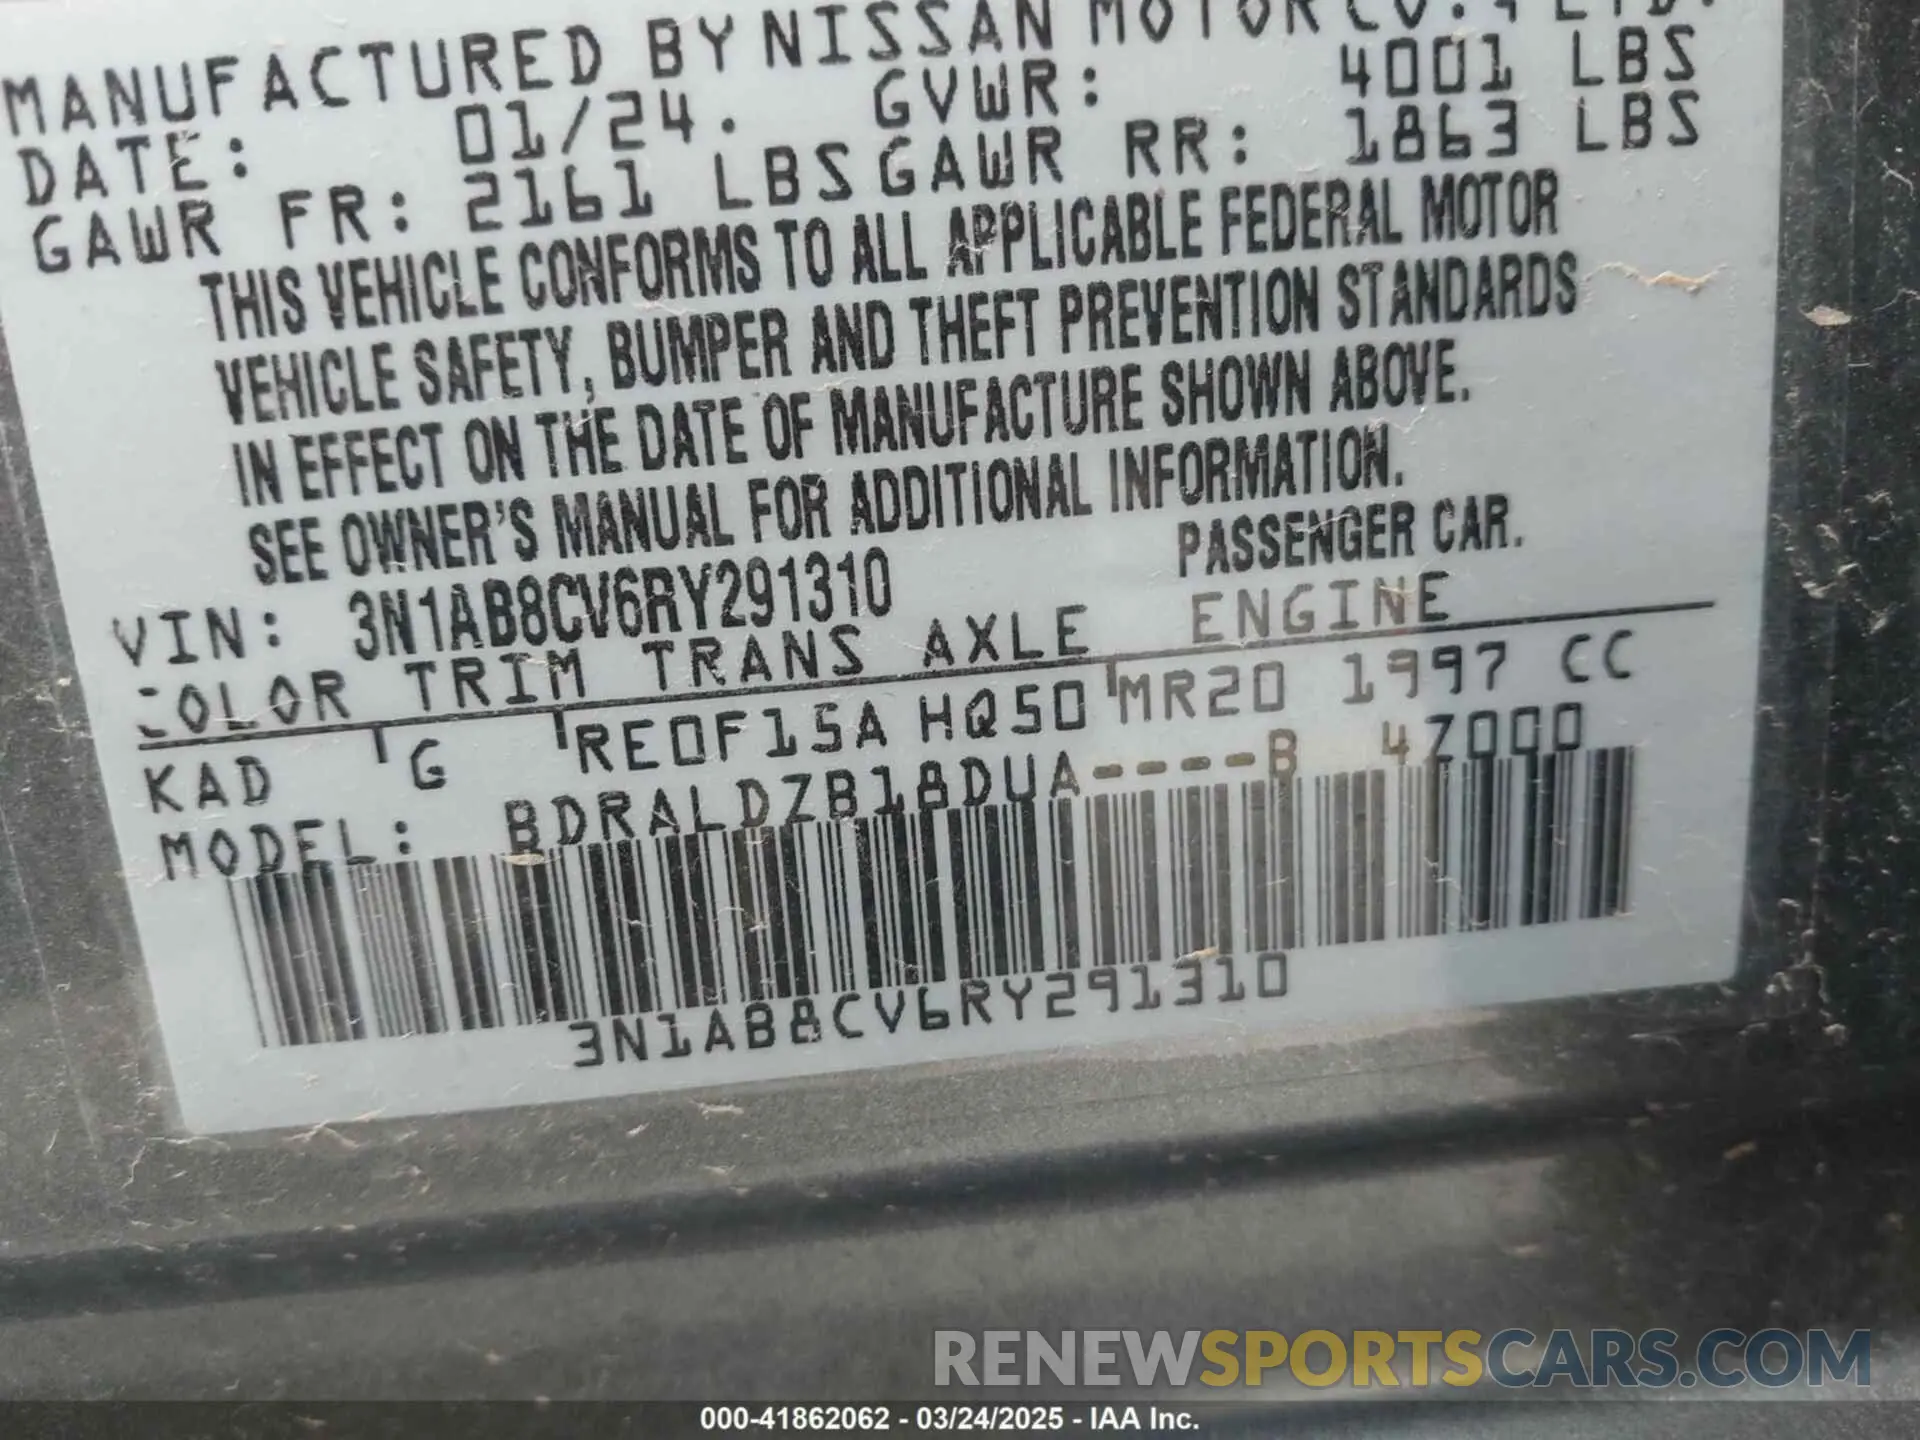 MANUFACTURED BY NISSAN MOTOR CO., LTD.
DATE: 01/24. GVWR: 4001 LBS
GAWR FR: 2161 LBS GAWR RR: 1863 LBS
THIS VEHICLE CONFORMS TO ALL APPLICABLE FEDERAL MOTOR
VEHICLE SAFETY, BUMPER AND THEFT PREVENTION STANDARDS
IN EFFECT ON THE DATE OF MANUFACTURE SHOWN ABOVE.
SEE OWNER'S MANUAL FOR ADDITIONAL INFORMATION.
VIN: 3N1AB8CV6RY291310 PASSENGER CAR.
COLOR TRIM TRANS AXLE ENGINE
KAD G RE0F15A HQ50 MR20 1997 CC
MODEL: BDRALDZB18DUA----B 4Z000
3N1AB8CV6RY291310
RENEWSPORTSCARS.COM
000-41862062 - 03/24/2025 - IAA Inc.